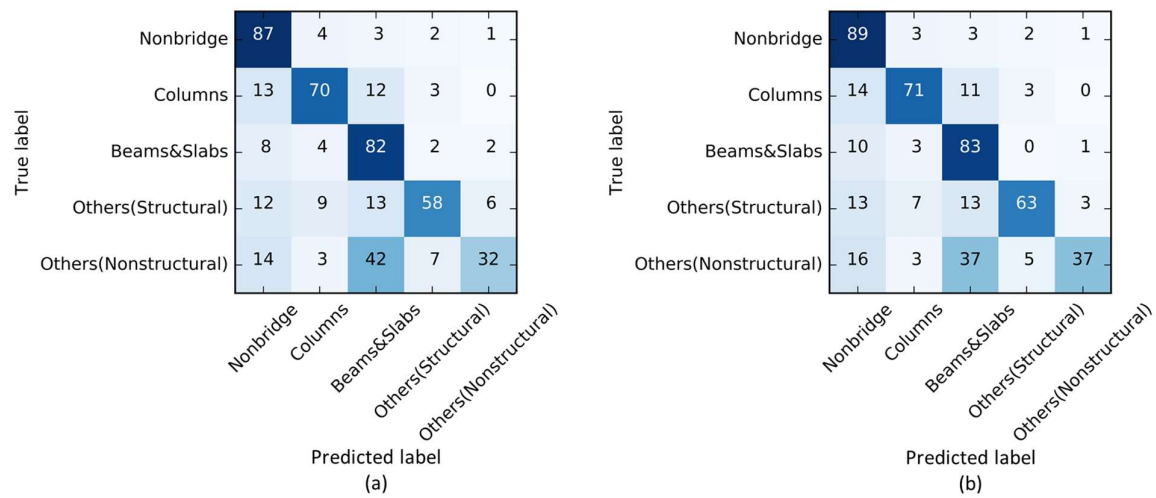 Nonbridge 87 4 3 2 1
Columns 13 70 12 3 0
Beams&Slabs 8 4 82 2 2
Others(Structural) 12 9 13 58 6
Others(Nonstructural) 14 3 42 7 32
True label
Nonbridge
Columns
Beams&Slabs
Others(Structural)
Others(Nonstructural)
Predicted label
(a)
Nonbridge 89 3 3 2 1
Columns 14 71 11 3 0
Beams&Slabs 10 3 83 0 1
Others(Structural) 13 7 13 63 3
Others(Nonstructural) 16 3 37 5 37
True label
Nonbridge
Columns
Beams&Slabs
Others(Structural)
Others(Nonstructural)
Predicted label
(b)